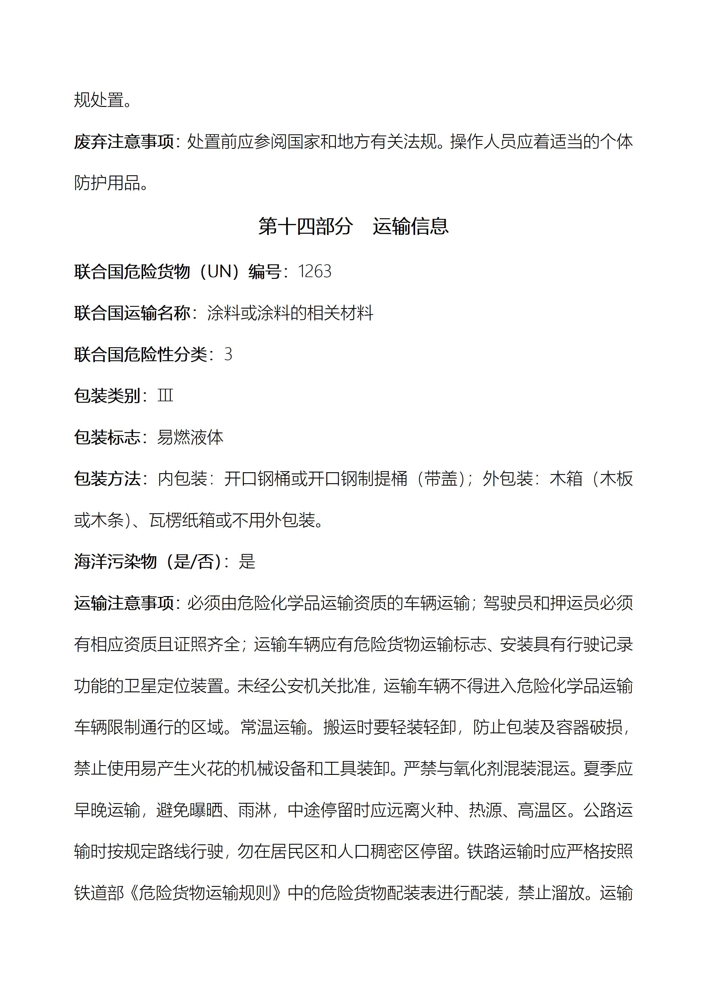 规处置。
废弃注意事项：处置前应参阅国家和地方有关法规。操作人员应着适当的个体
防护用品。
第十四部分　运输信息
联合国危险货物（UN）编号：1263
联合国运输名称：涂料或涂料的相关材料
联合国危险性分类：3
包装类别：Ⅲ
包装标志：易燃液体
包装方法：内包装：开口钢桶或开口钢制提桶（带盖）；外包装：木箱（木板
或木条）、瓦楞纸箱或不用外包装。
海洋污染物（是/否）：是
运输注意事项：必须由危险化学品运输资质的车辆运输；驾驶员和押运员必须
有相应资质且证照齐全；运输车辆应有危险货物运输标志、安装具有行驶记录
功能的卫星定位装置。未经公安机关批准，运输车辆不得进入危险化学品运输
车辆限制通行的区域。常温运输。搬运时要轻装轻卸，防止包装及容器破损，
禁止使用易产生火花的机械设备和工具装卸。严禁与氧化剂混装混运。夏季应
早晚运输，避免曝晒、雨淋，中途停留时应远离火种、热源、高温区。公路运
输时按规定路线行驶，勿在居民区和人口稠密区停留。铁路运输时应严格按照
铁道部《危险货物运输规则》中的危险货物配装表进行配装，禁止溜放。运输